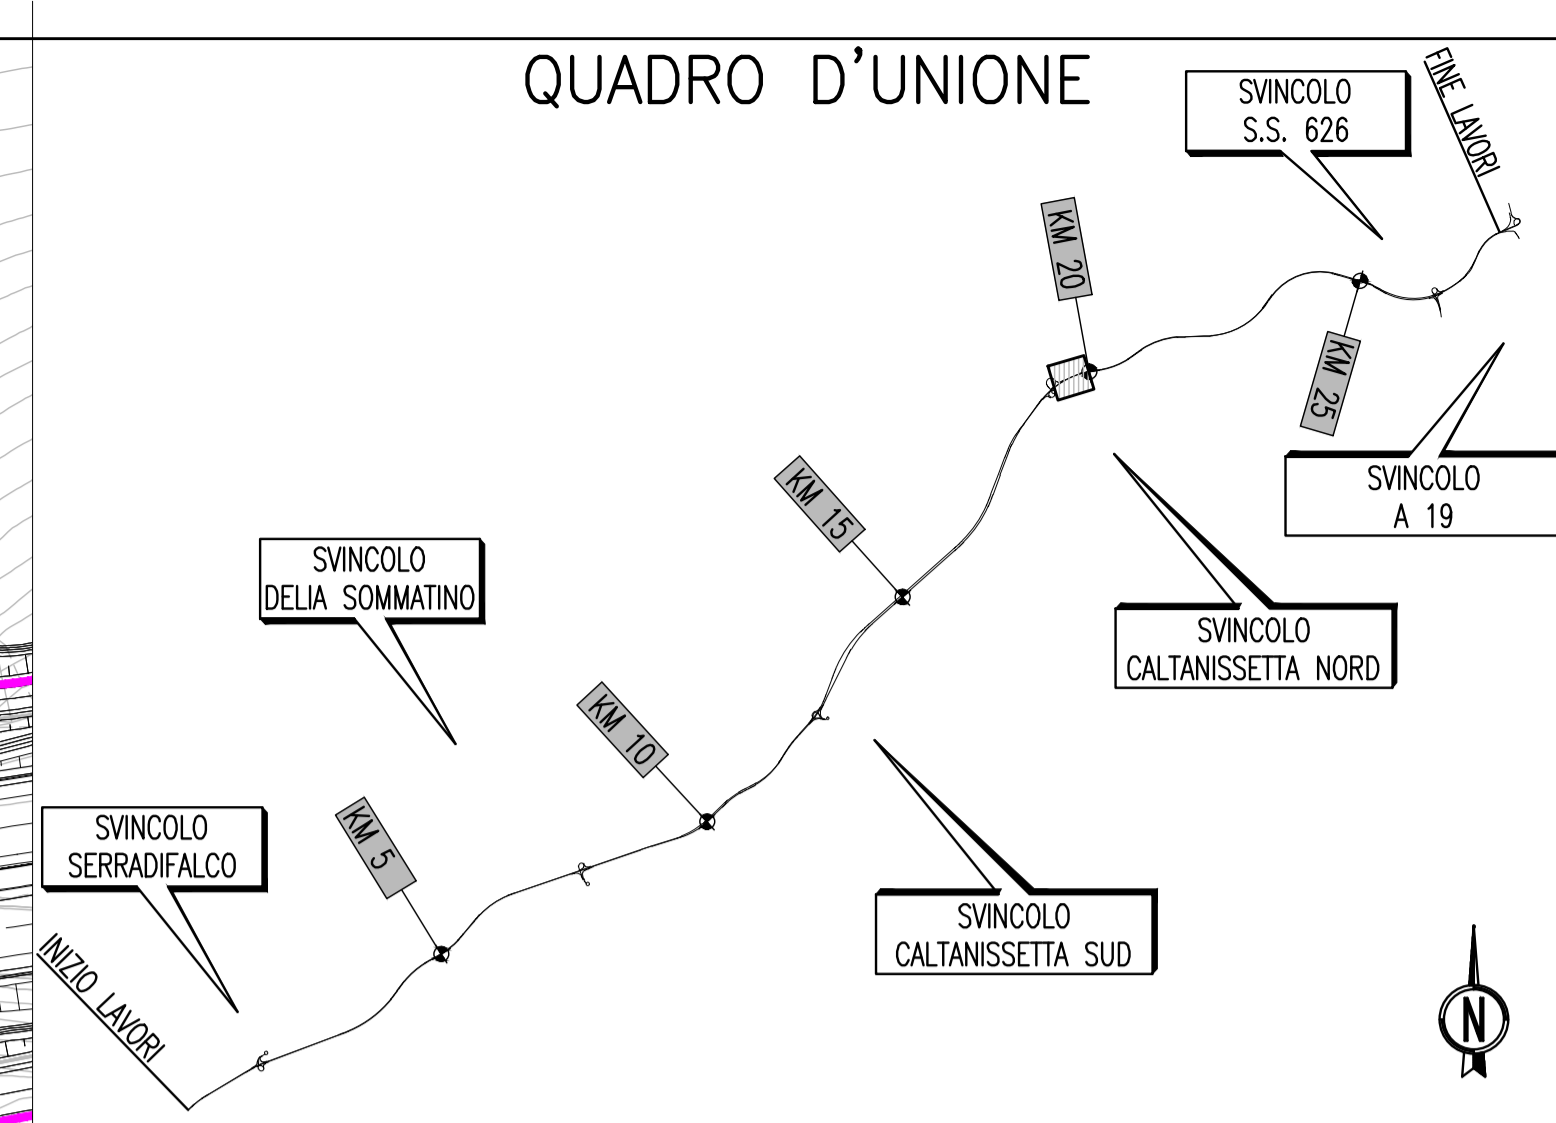 QUADRO D'UNIONE
SVINCOLO
S.S. 626
FINE LAVORI
KM 20
KM 25
SVINCOLO
A 19
KM 15
SVINCOLO
DELIA SOMMATINO
SVINCOLO
CALTANISSETTA NORD
KM 10
KM 5
SVINCOLO
SERRADIFALCO
SVINCOLO
CALTANISSETTA SUD
INIZIO LAVORI
N